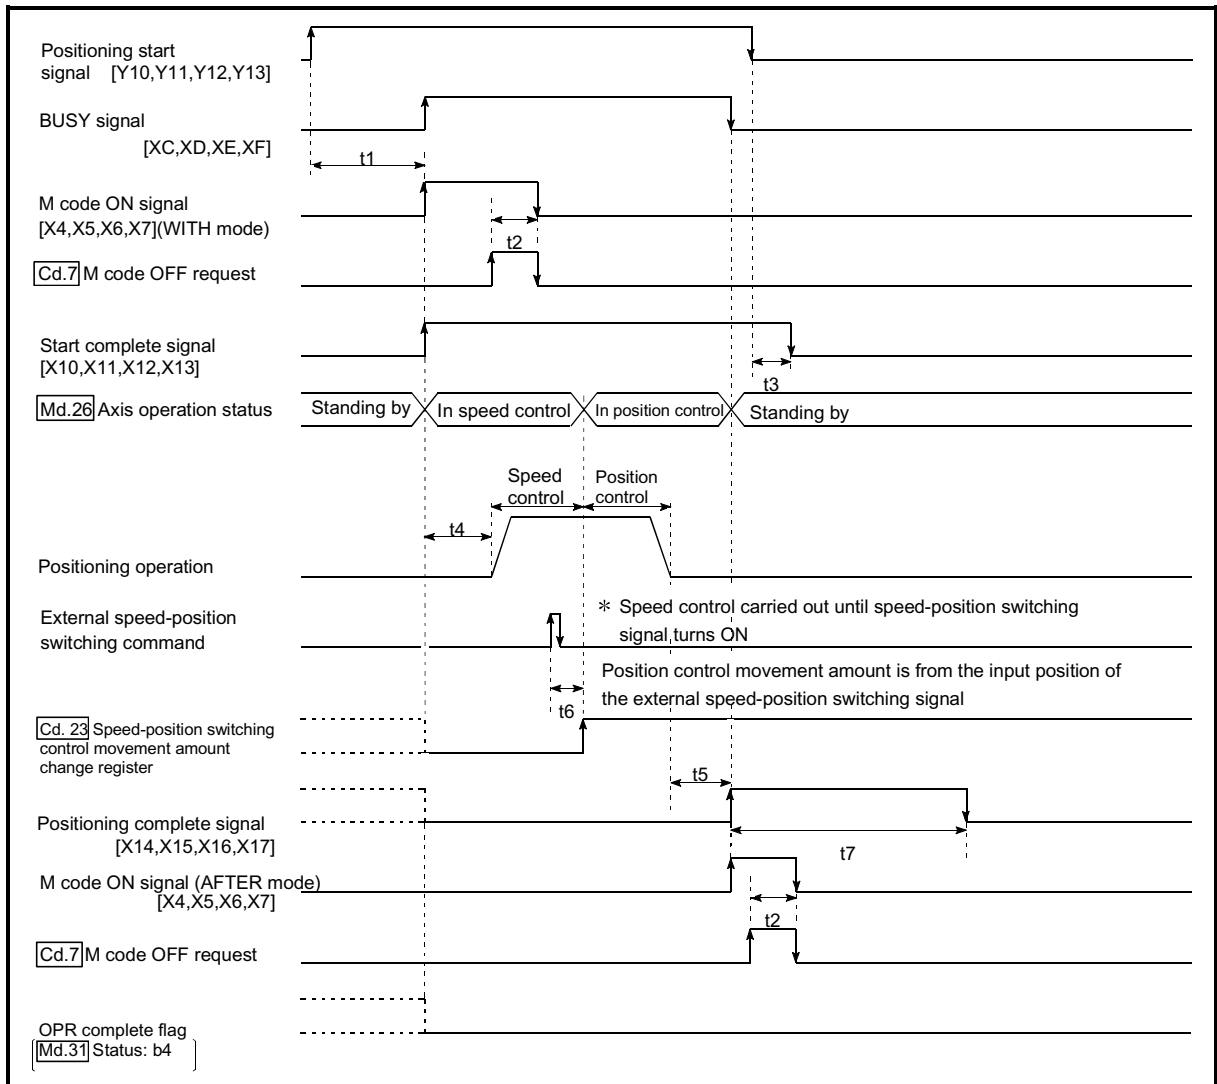 Positioning start
signal [Y10,Y11,Y12,Y13]
BUSY signal
[XC,XD,XE,XF]
t1
M code ON signal
[X4,X5,X6,X7](WITH mode)
t2
Cd.7 M code OFF request
Start complete signal
[X10,X11,X12,X13]
t3
Md.26 Axis operation status
Standing by
In speed control
In position control
Standing by
Speed
control
Position
control
t4
Positioning operation
External speed-position
switching command
* Speed control carried out until speed-position switching
signal turns ON
Position control movement amount is from the input position of
the external speed-position switching signal
t6
Cd. 23 Speed-position switching
control movement amount
change register
t5
Positioning complete signal
[X14,X15,X16,X17]
t7
M code ON signal (AFTER mode)
[X4,X5,X6,X7]
t2
Cd.7 M code OFF request
OPR complete flag
Md.31 Status: b4